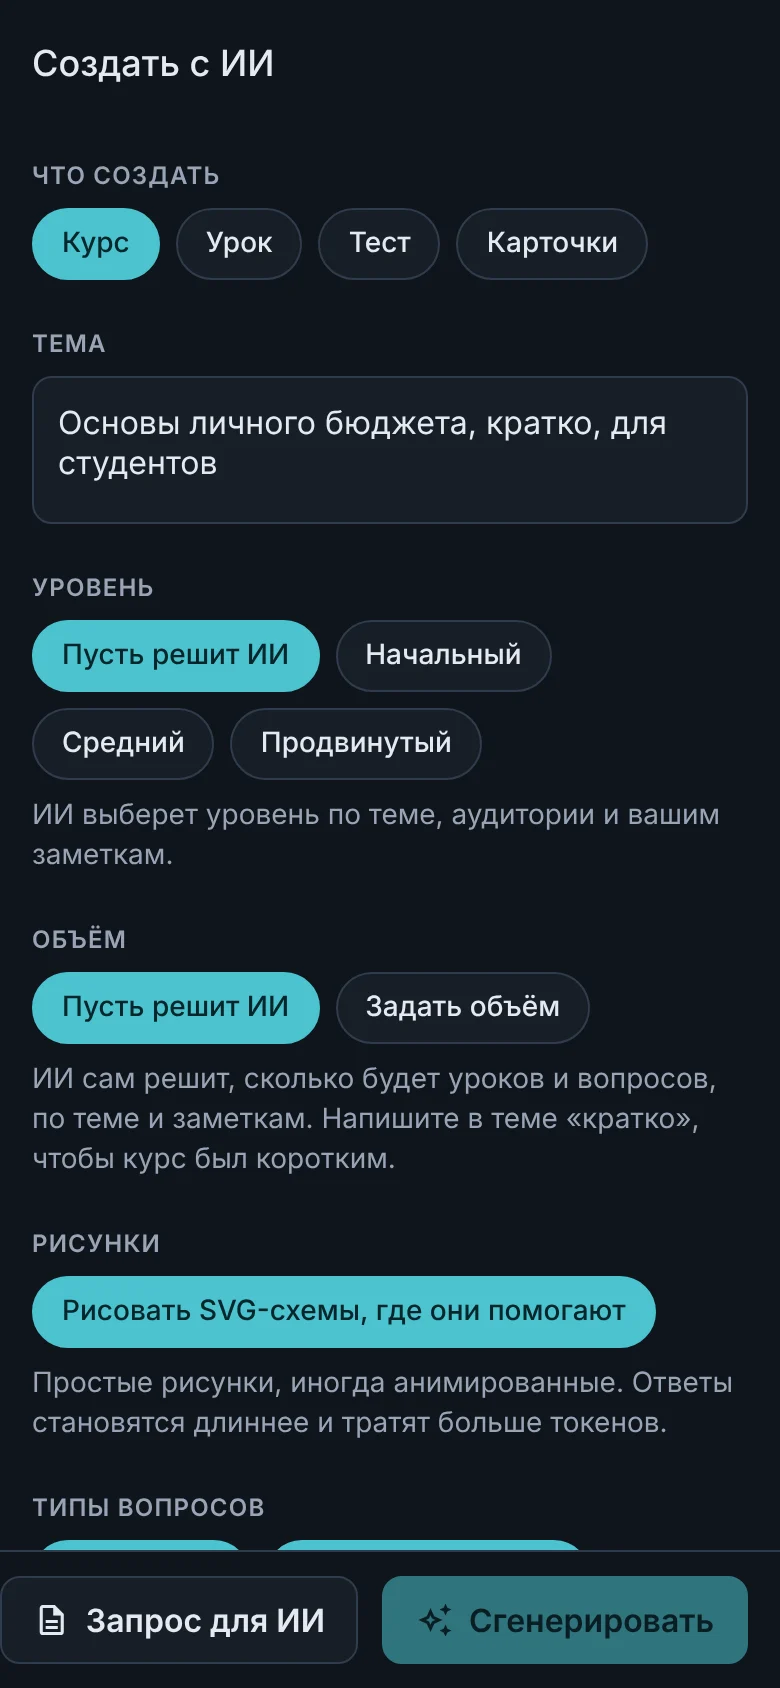 Создать с ИИ
ЧТО СОЗДАТЬ
Курс Урок Тест Карточки
ТЕМА
Основы личного бюджета, кратко, для
студентов
УРОВЕНЬ
Пусть решит ИИ Начальный
Средний Продвинутый
ИИ выберет уровень по теме, аудитории и вашим
заметкам.
ОБЪЁМ
Пусть решит ИИ Задать объём
ИИ сам решит, сколько будет уроков и вопросов,
по теме и заметкам. Напишите в теме «кратко»,
чтобы курс был коротким.
РИСУНКИ
Рисовать SVG-схемы, где они помогают
Простые рисунки, иногда анимированные. Ответы
становятся длиннее и тратят больше токенов.
ТИПЫ ВОПРОСОВ
Запрос для ИИ Сгенерировать